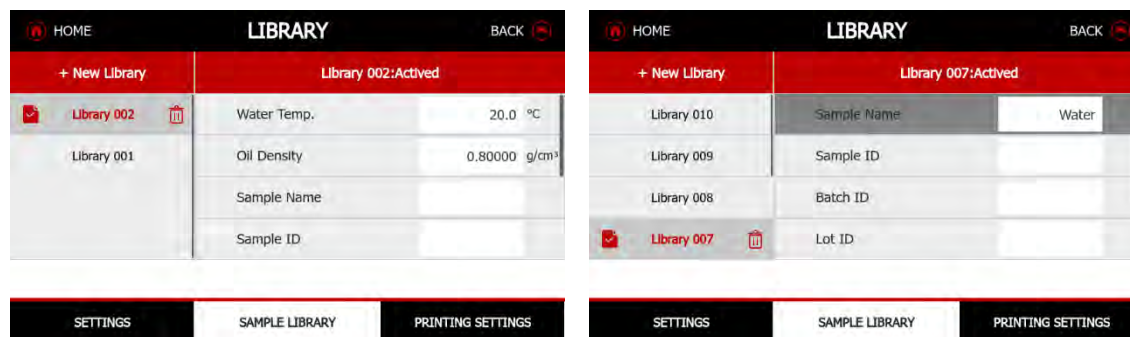 HOME LIBRARY BACK
+ New Library Library 002:Actived
Library 002 Water Temp. 20.0 °C
Library 001 Oil Density 0.80000 g/cm³
Sample Name
Sample ID
SETTINGS SAMPLE LIBRARY PRINTING SETTINGS
HOME LIBRARY BACK
+ New Library Library 007:Actived
Library 010 Sample Name Water
Library 009 Sample ID
Library 008 Batch ID
Library 007 Lot ID
SETTINGS SAMPLE LIBRARY PRINTING SETTINGS